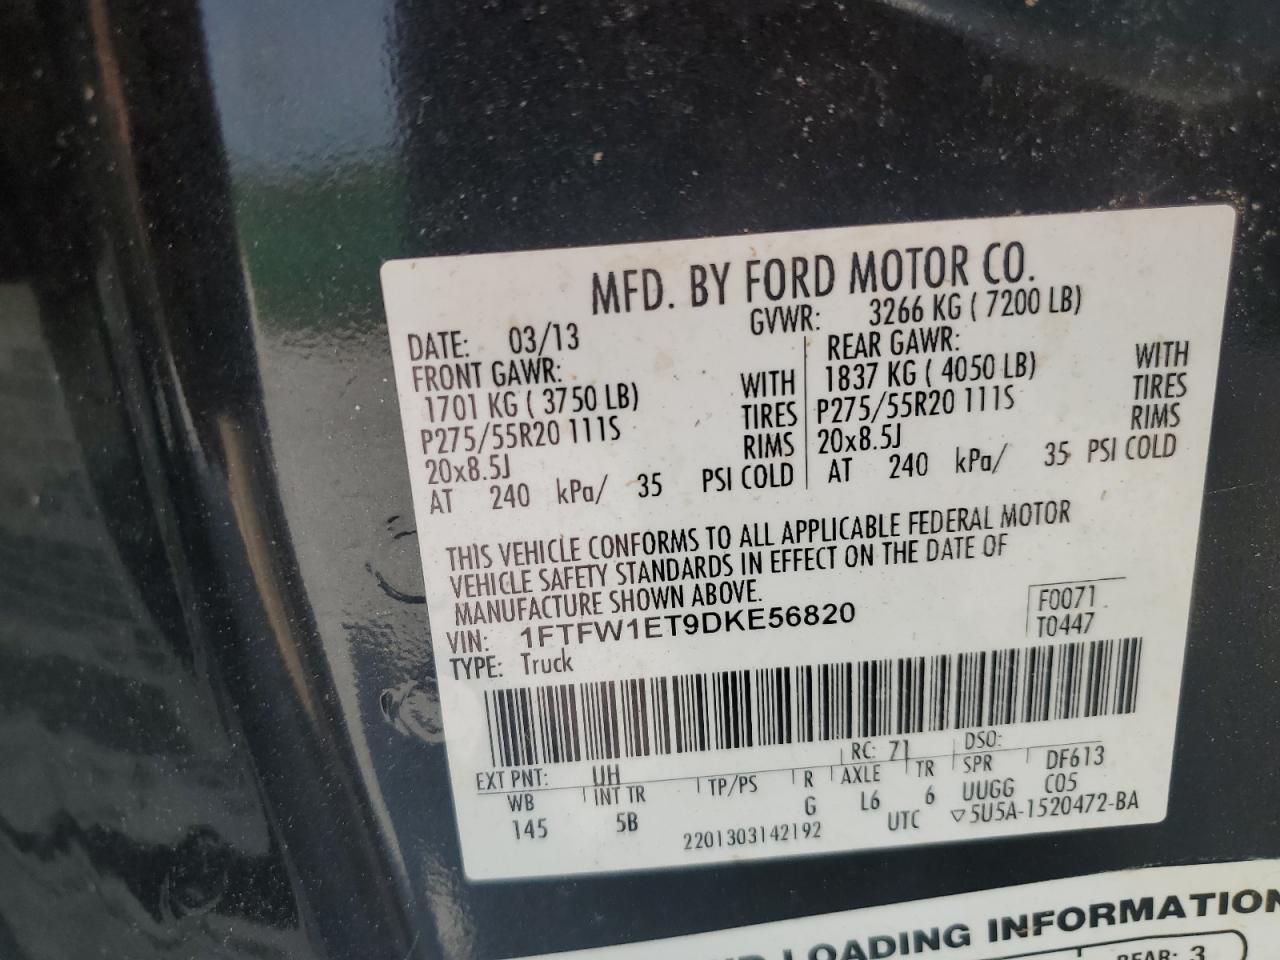 MFD. BY FORD MOTOR CO.
DATE: 03/13 GVWR: 3266 KG ( 7200 LB)
FRONT GAWR: REAR GAWR:
1701 KG ( 3750 LB) WITH 1837 KG ( 4050 LB) WITH
P275/55R20 111S TIRES P275/55R20 111S TIRES
20x8.5J RIMS 20x8.5J RIMS
AT 240 kPa/ 35 PSI COLD AT 240 kPa/ 35 PSI COLD
THIS VEHICLE CONFORMS TO ALL APPLICABLE FEDERAL MOTOR
VEHICLE SAFETY STANDARDS IN EFFECT ON THE DATE OF
MANUFACTURE SHOWN ABOVE.
VIN: 1FTFW1ET9DKE56820 F0071
TYPE: Truck T0447
EXT PNT: UH RC: 71 DSO:
WB INT TR TP/PS R AXLE TR SPR DF613
145 5B G L6 6 UUGG C05
2201303142192 UTC ▽5U5A-1520472-BA
LOADING INFORMATION
REAR: 3